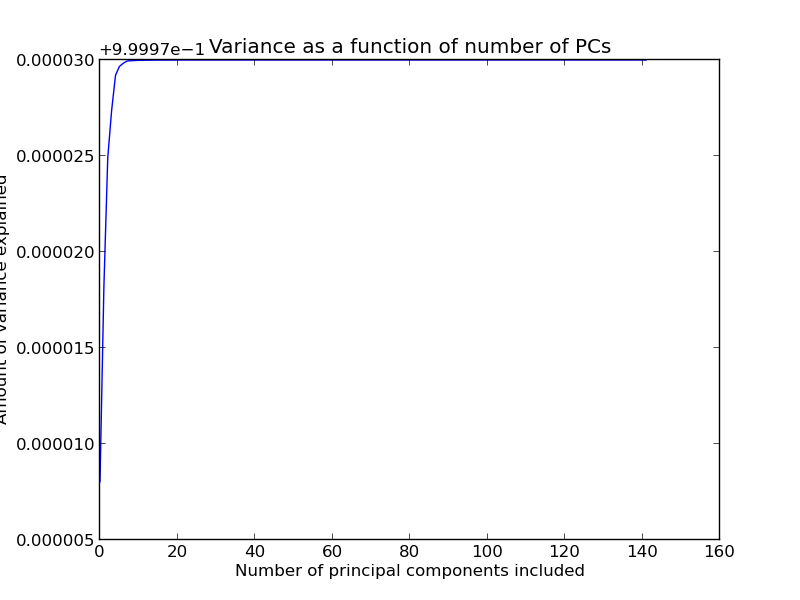 +9.9997e−1
Variance as a function of number of PCs
0.000030
0.000025
0.000020
0.000015
0.000010
0.000005
Amount of variance explained
0 20 40 60 80 100 120 140 160
Number of principal components included